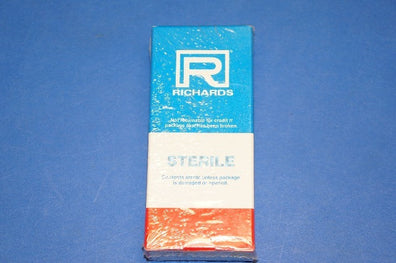 R
RICHARDS
Not returnable for credit if
package seal has been broken.
STERILE
Contents sterile unless package
is damaged or opened.